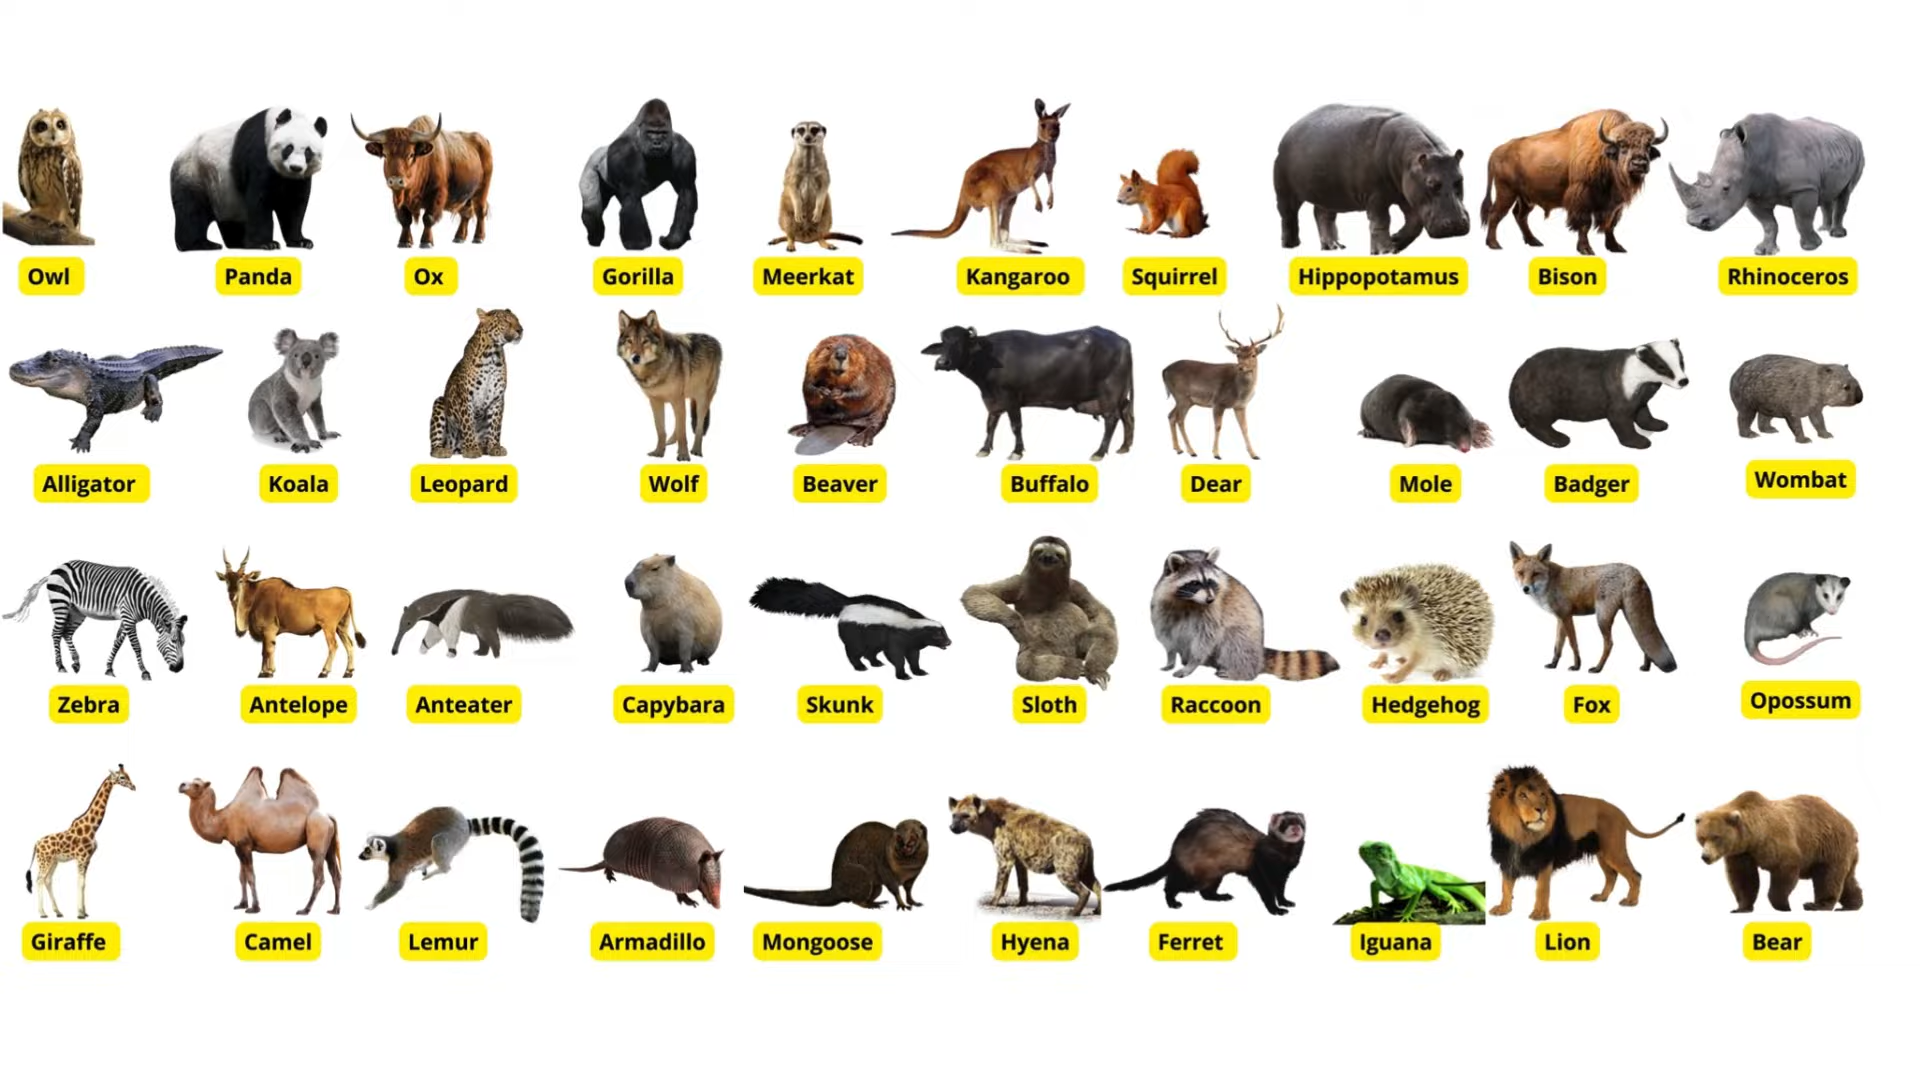 Owl
Panda
Ox
Gorilla
Meerkat
Kangaroo
Squirrel
Hippopotamus
Bison
Rhinoceros
Alligator
Koala
Leopard
Wolf
Beaver
Buffalo
Dear
Mole
Badger
Wombat
Zebra
Antelope
Anteater
Capybara
Skunk
Sloth
Raccoon
Hedgehog
Fox
Opossum
Giraffe
Camel
Lemur
Armadillo
Mongoose
Hyena
Ferret
Iguana
Lion
Bear